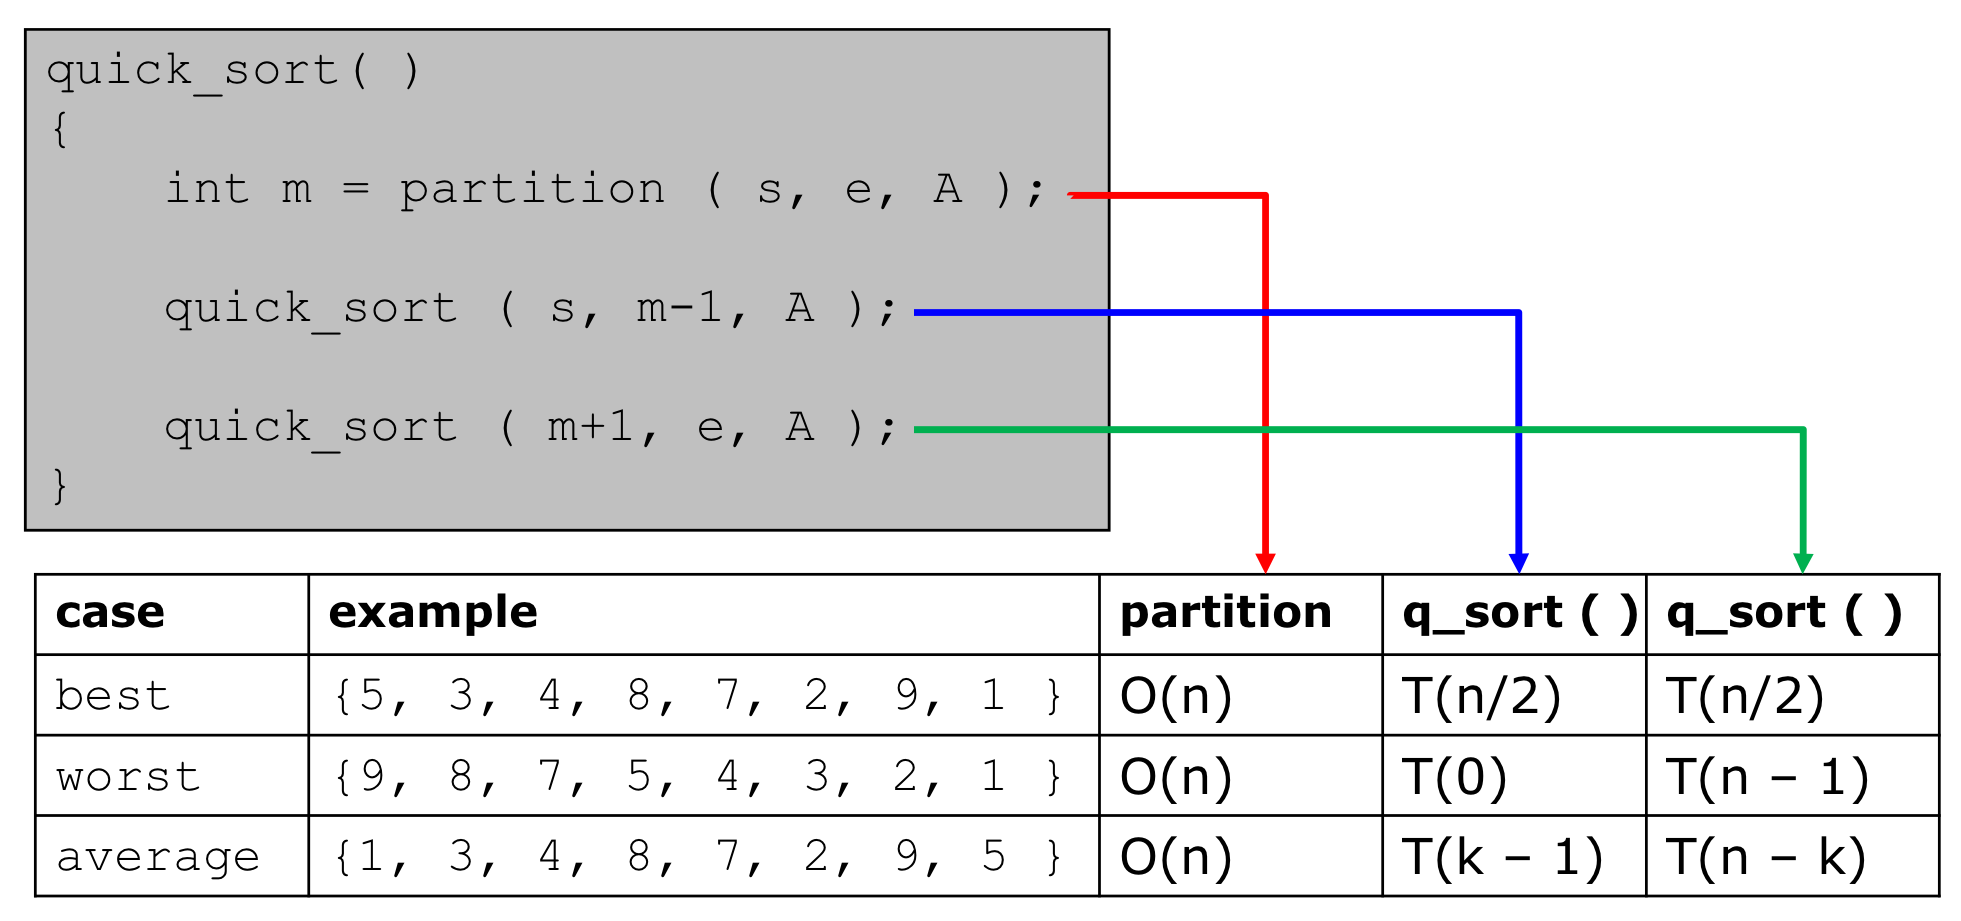 quick_sort( )
{
int m = partition ( s, e, A );
quick_sort ( s, m-1, A );
quick_sort ( m+1, e, A );
}
case example partition q_sort ( ) q_sort ( )
best {5, 3, 4, 8, 7, 2, 9, 1 } O(n) T(n/2) T(n/2)
worst {9, 8, 7, 5, 4, 3, 2, 1 } O(n) T(0) T(n – 1)
average {1, 3, 4, 8, 7, 2, 9, 5 } O(n) T(k – 1) T(n – k)